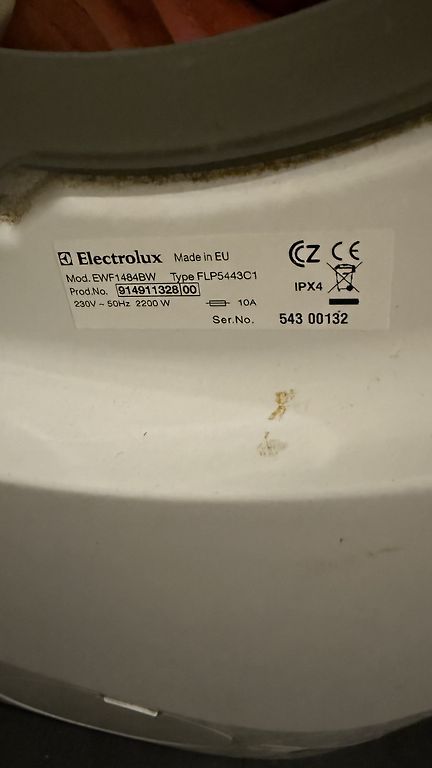 Electrolux Made in EU
Mod. EWF1484BW Type FLP5443C1
Prod.No. 914911328 00
230V ~ 50Hz 2200 W 10A
IPX4
Ser.No. 543 00132
CE